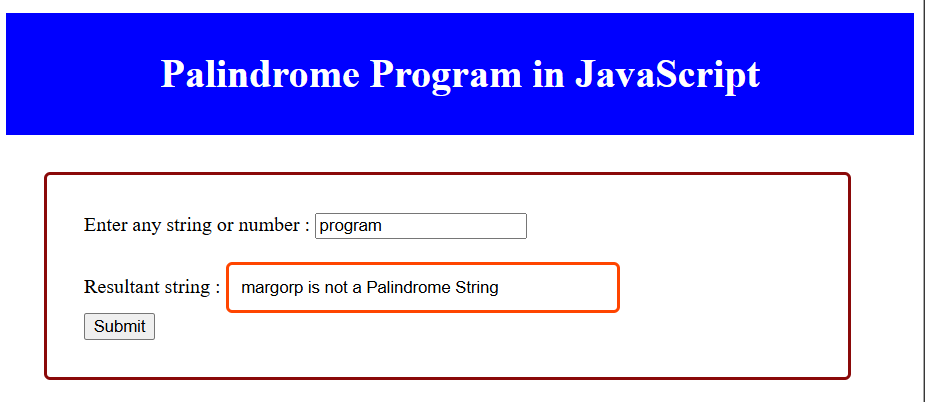 Palindrome Program in JavaScript
Enter any string or number : program
Resultant string : margorp is not a Palindrome String
Submit